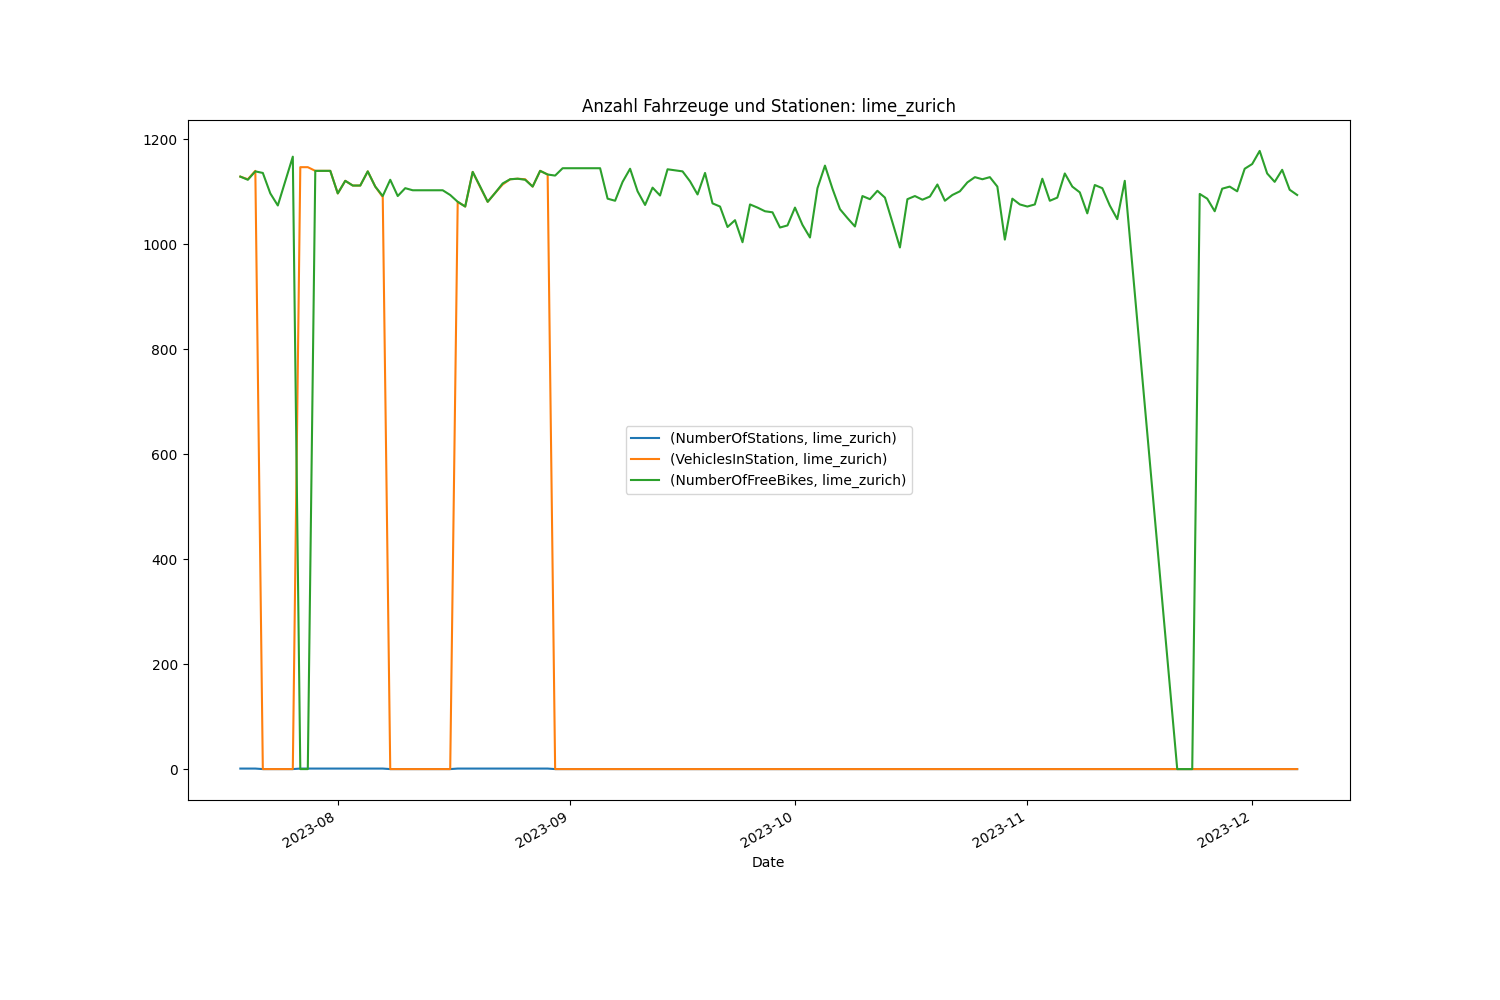 Anzahl Fahrzeuge und Stationen: lime_zurich
1200
1000
800
600
400
200
0
(NumberOfStations, lime_zurich)
(VehiclesInStation, lime_zurich)
(NumberOfFreeBikes, lime_zurich)
2023-08
2023-09
2023-10
2023-11
2023-12
Date